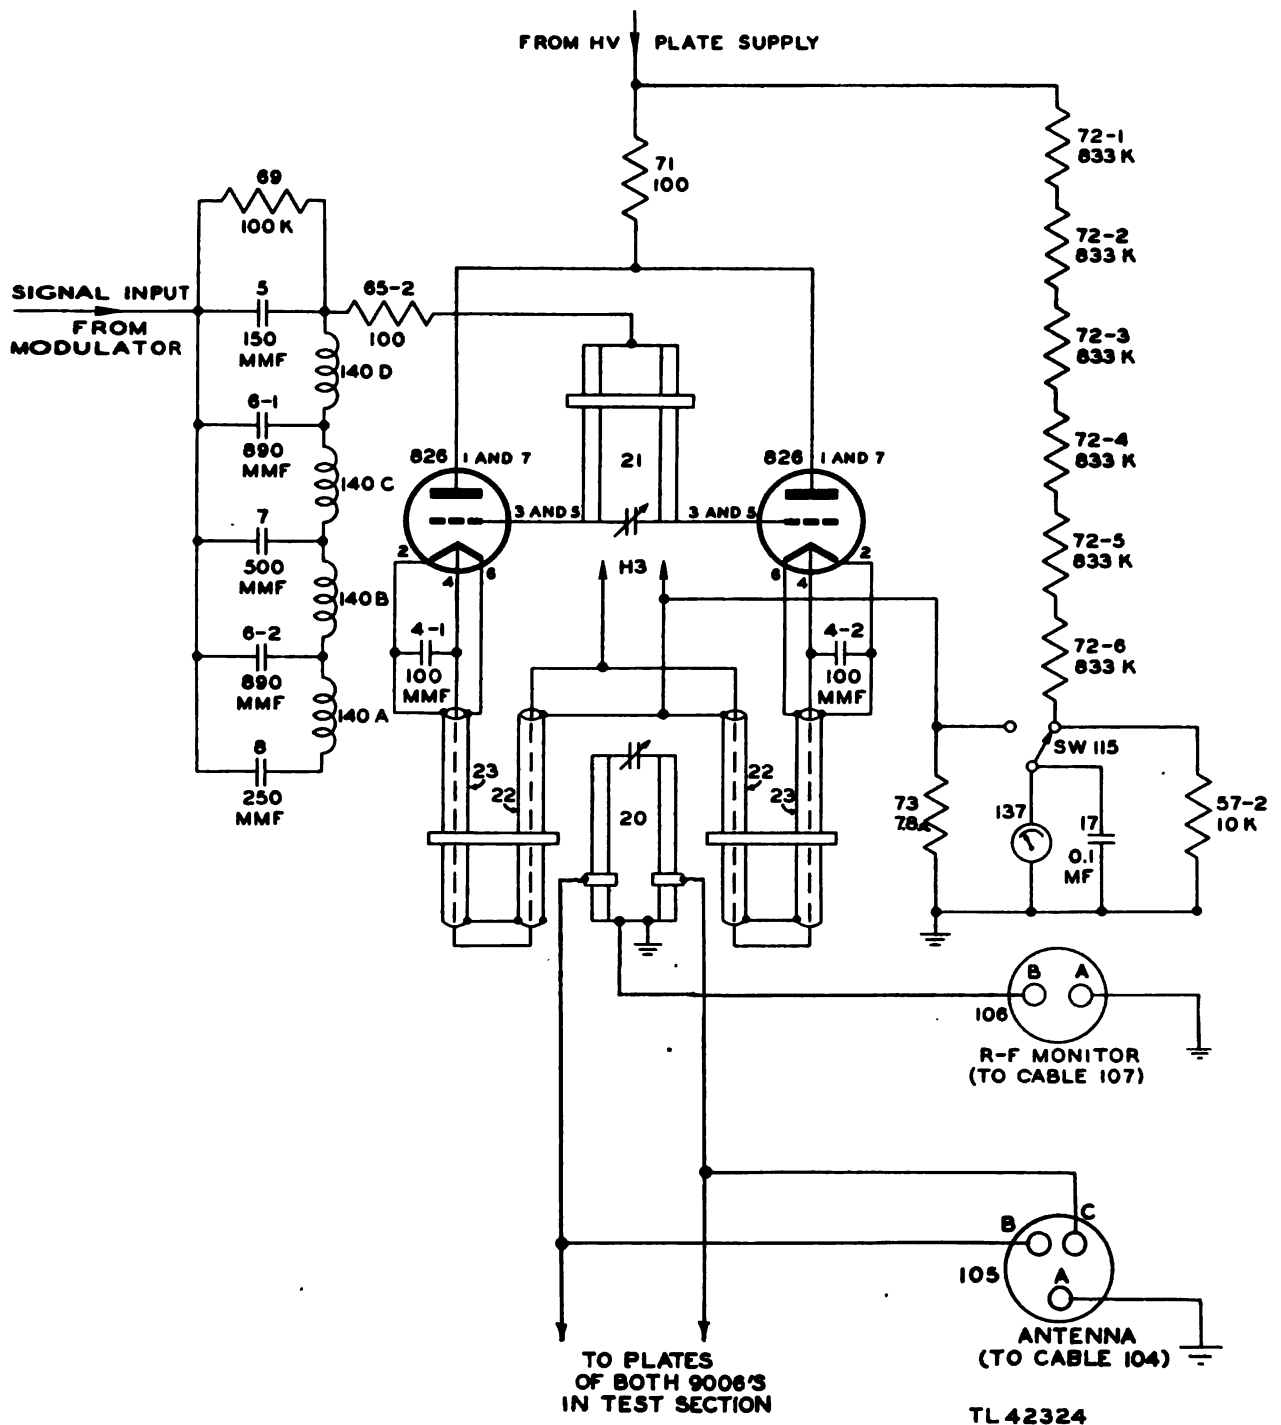 FROM HV PLATE SUPPLY
72-1
833 K
71
100
69
100 K
72-2
833 K
SIGNAL INPUT
FROM
MODULATOR
5
150
MMF
65-2
100
72-3
833 K
140 D
6-1
890
MMF
826 1 AND 7
21
826 1 AND 7
72-4
833 K
140 C
3 AND 5
3 AND 5
7
500
MMF
2
4
6
H3
6
4
2
72-5
833 K
140 B
6-2
890
MMF
4-1
100
MMF
4-2
100
MMF
72-6
833 K
140 A
8
250
MMF
SW 115
23
22
20
22
23
73
7.8Ω
137
17
0.1
MF
57-2
10 K
B A
106
R-F MONITOR
(TO CABLE 107)
B
C
105
A
ANTENNA
(TO CABLE 104)
TO PLATES
OF BOTH 9006'S
IN TEST SECTION
TL 42324